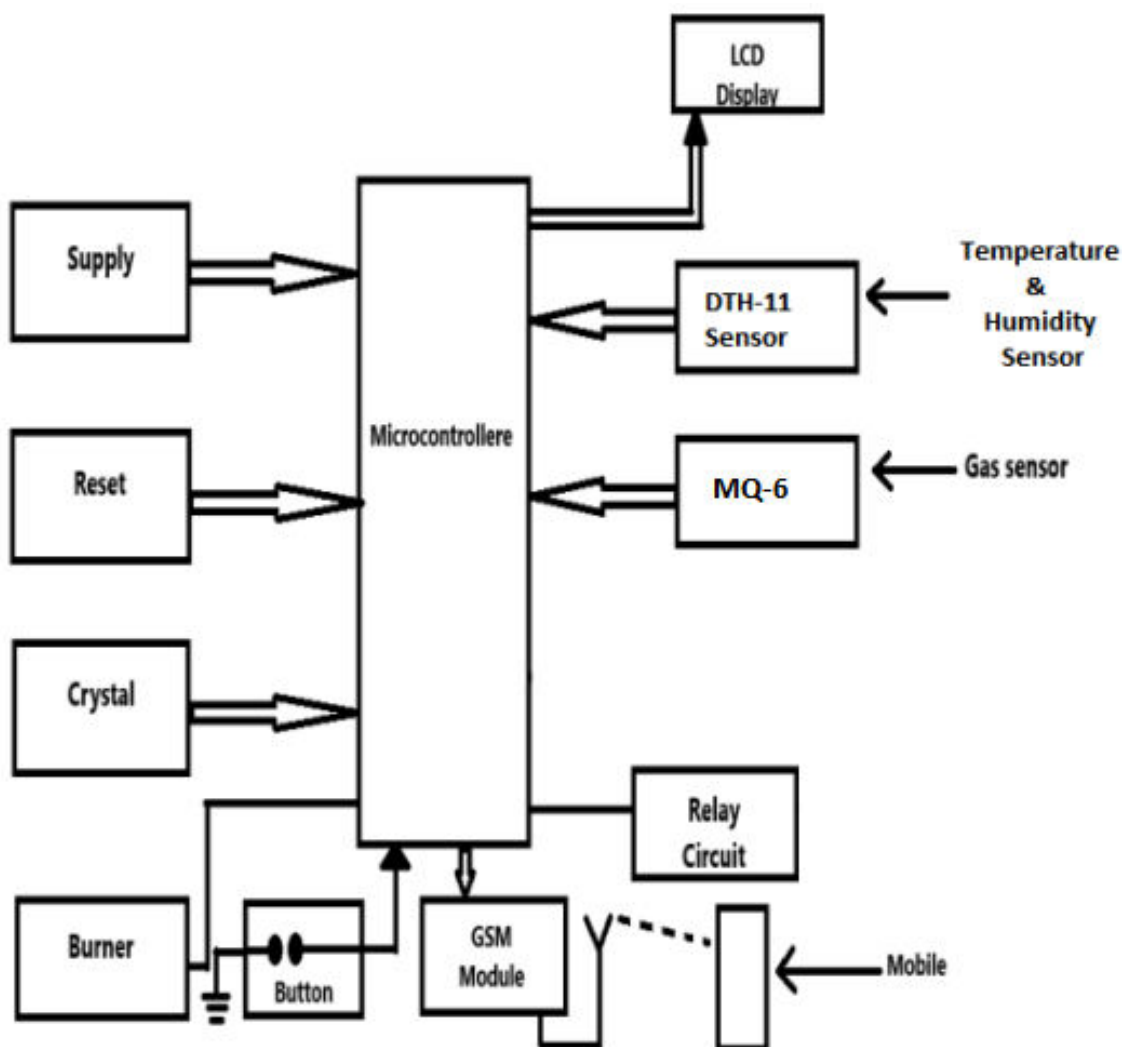 LCD
Display
Supply
DTH-11
Sensor
Temperature
&
Humidity
Sensor
Microcontrollere
Reset
MQ-6
Gas sensor
Crystal
Relay
Circuit
Burner
Button
GSM
Module
Mobile